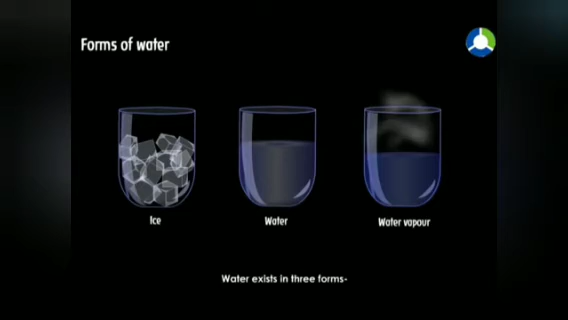 Forms of water
Ice
Water
Water vapour
Water exists in three forms-